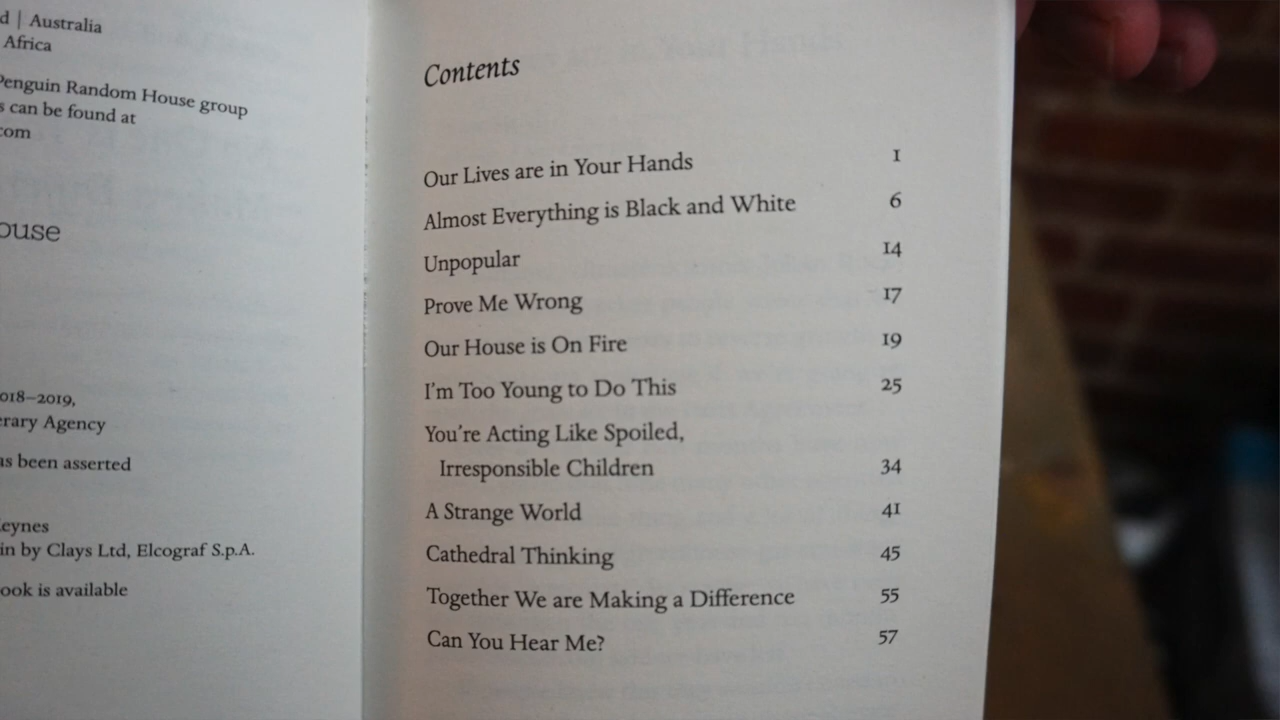 d | Australia
Africa
Penguin Random House group
s can be found at
com
ouse
018–2019,
erary Agency
as been asserted
eynes
in by Clays Ltd, Elcograf S.p.A.
ook is available
Contents
Our Lives are in Your Hands 1
Almost Everything is Black and White 6
Unpopular 14
Prove Me Wrong 17
Our House is On Fire 19
I'm Too Young to Do This 25
You're Acting Like Spoiled,
Irresponsible Children 34
A Strange World 41
Cathedral Thinking 45
Together We are Making a Difference 55
Can You Hear Me? 57